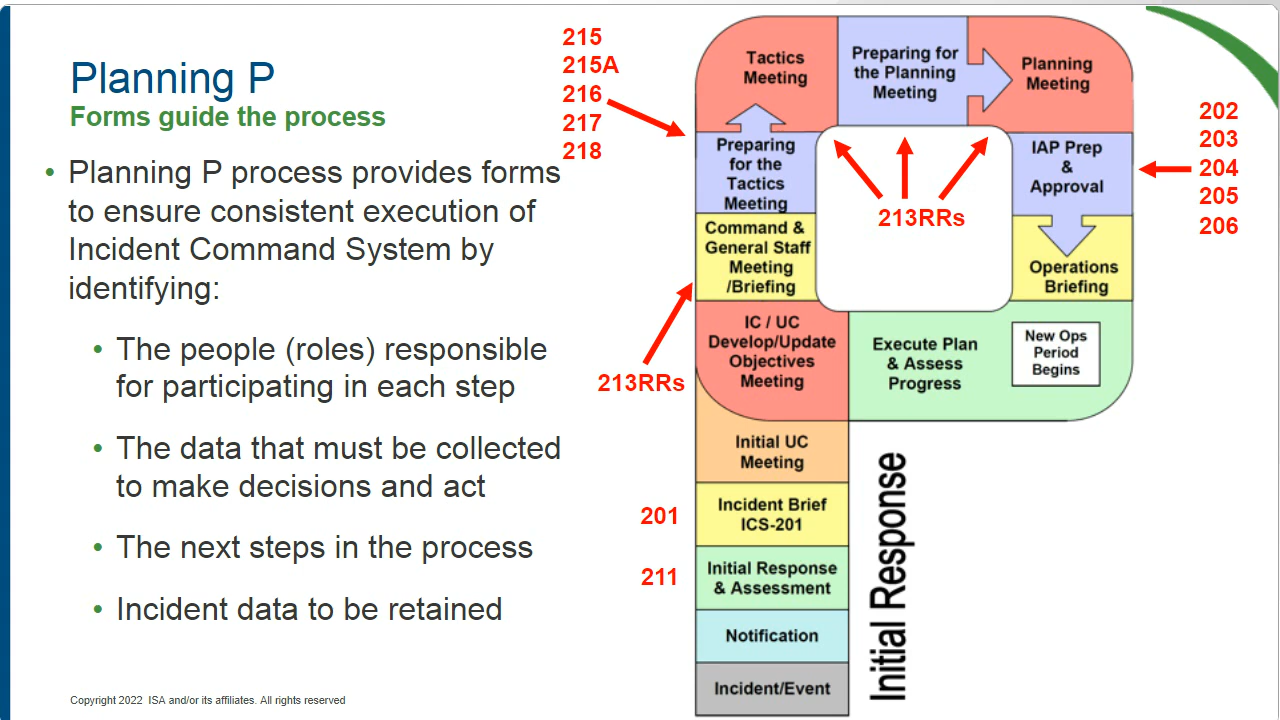 Planning P
Forms guide the process
• Planning P process provides forms
to ensure consistent execution of
Incident Command System by
identifying:
• The people (roles) responsible
for participating in each step
• The data that must be collected
to make decisions and act
• The next steps in the process
• Incident data to be retained
Copyright 2022 ISA and/or its affiliates. All rights reserved
215
215A
216
217
218
Tactics
Meeting
Preparing for
the Planning
Meeting
Planning
Meeting
202
203
204
205
206
Preparing
for the
Tactics
Meeting
IAP Prep
&
Approval
213RRs
Command &
General Staff
Meeting
/Briefing
Operations
Briefing
213RRs
IC / UC
Develop/Update
Objectives
Meeting
Execute Plan
& Assess
Progress
New Ops
Period
Begins
Initial UC
Meeting
201
Incident Brief
ICS-201
211
Initial Response
& Assessment
Notification
Incident/Event
Initial Response